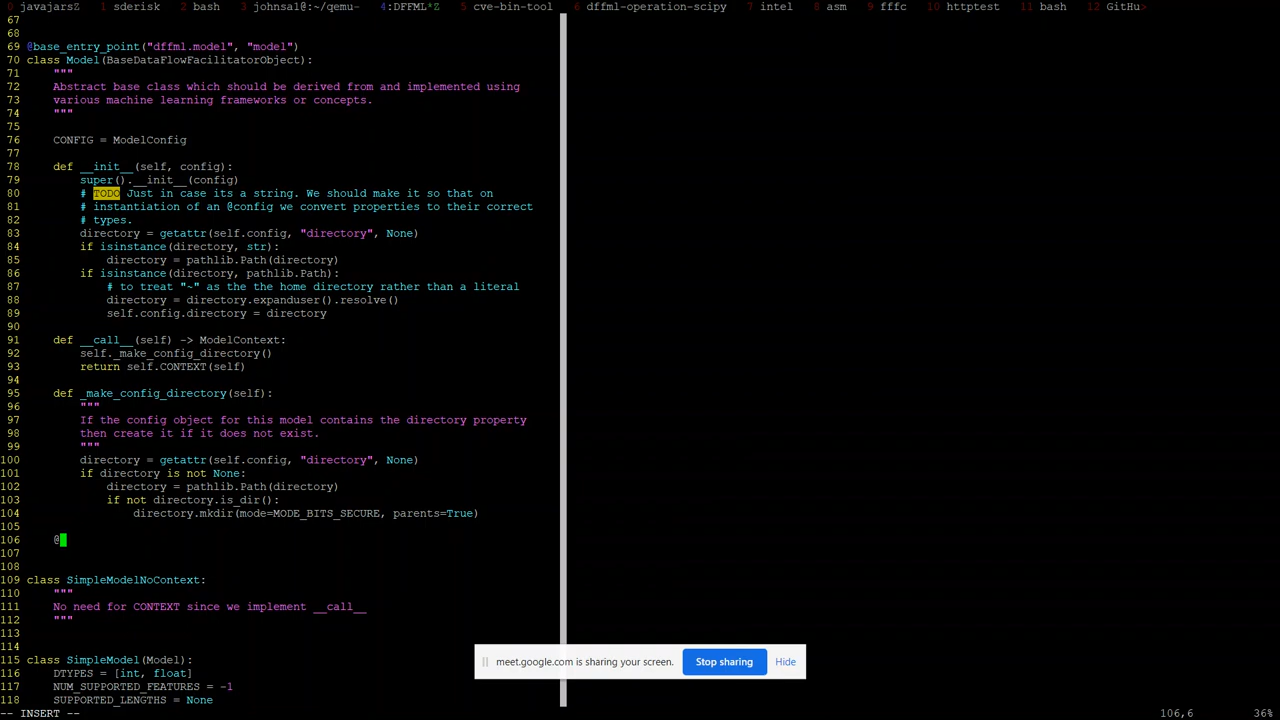 0 javajarsZ 1 sderisk 2 bash 3 johnsal@:~/qemu- 4:DFFML*Z 5 cve-bin-tool 6 dffml-operation-scipy 7 intel 8 asm 9 fffc 10 httptest 11 bash 12 GitHu>
67
68
69 @base_entry_point("dffml.model", "model")
70 class Model(BaseDataFlowFacilitatorObject):
71 """
72 Abstract base class which should be derived from and implemented using
73 various machine learning frameworks or concepts.
74 """
75
76 CONFIG = ModelConfig
77
78 def __init__(self, config):
79 super().__init__(config)
80 # TODO Just in case its a string. We should make it so that on
81 # instantiation of an @config we convert properties to their correct
82 # types.
83 directory = getattr(self.config, "directory", None)
84 if isinstance(directory, str):
85 directory = pathlib.Path(directory)
86 if isinstance(directory, pathlib.Path):
87 # to treat "~" as the the home directory rather than a literal
88 directory = directory.expanduser().resolve()
89 self.config.directory = directory
90
91 def __call__(self) -> ModelContext:
92 self._make_config_directory()
93 return self.CONTEXT(self)
94
95 def _make_config_directory(self):
96 """
97 If the config object for this model contains the directory property
98 then create it if it does not exist.
99 """
100 directory = getattr(self.config, "directory", None)
101 if directory is not None:
102 directory = pathlib.Path(directory)
103 if not directory.is_dir():
104 directory.mkdir(mode=MODE_BITS_SECURE, parents=True)
105
106 @
107
108
109 class SimpleModelNoContext:
110 """
111 No need for CONTEXT since we implement __call__
112 """
113
114
115 class SimpleModel(Model):
116 DTYPES = [int, float]
117 NUM_SUPPORTED_FEATURES = -1
118 SUPPORTED_LENGTHS = None
-- INSERT -- 106,6 36%
meet.google.com is sharing your screen. Stop sharing Hide